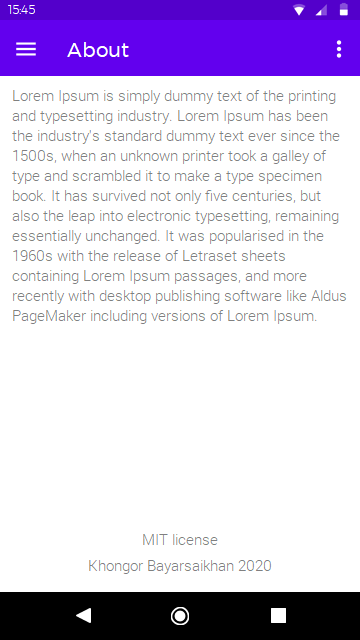 15:45
About
Lorem Ipsum is simply dummy text of the printing
and typesetting industry. Lorem Ipsum has been
the industry's standard dummy text ever since the
1500s, when an unknown printer took a galley of
type and scrambled it to make a type specimen
book. It has survived not only five centuries, but
also the leap into electronic typesetting, remaining
essentially unchanged. It was popularised in the
1960s with the release of Letraset sheets
containing Lorem Ipsum passages, and more
recently with desktop publishing software like Aldus
PageMaker including versions of Lorem Ipsum.
MIT license
Khongor Bayarsaikhan 2020